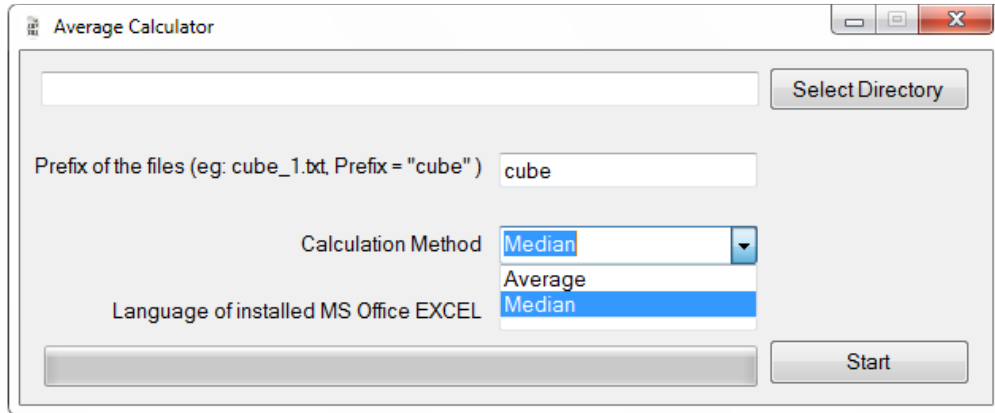 Average Calculator
Select Directory
Prefix of the files (eg: cube_1.txt, Prefix = "cube" )
cube
Calculation Method
Median
Average
Median
Language of installed MS Office EXCEL
Start